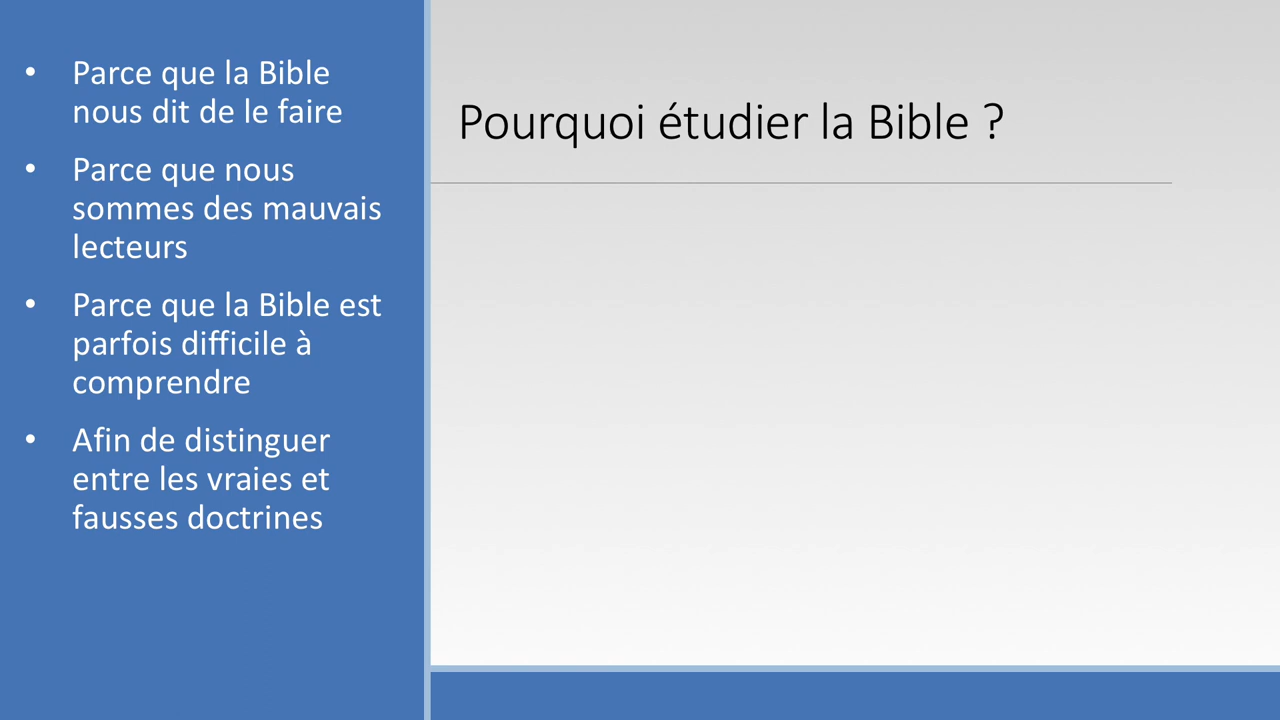 Pourquoi étudier la Bible ?
• Parce que la Bible
nous dit de le faire
• Parce que nous
sommes des mauvais
lecteurs
• Parce que la Bible est
parfois difficile à
comprendre
• Afin de distinguer
entre les vraies et
fausses doctrines